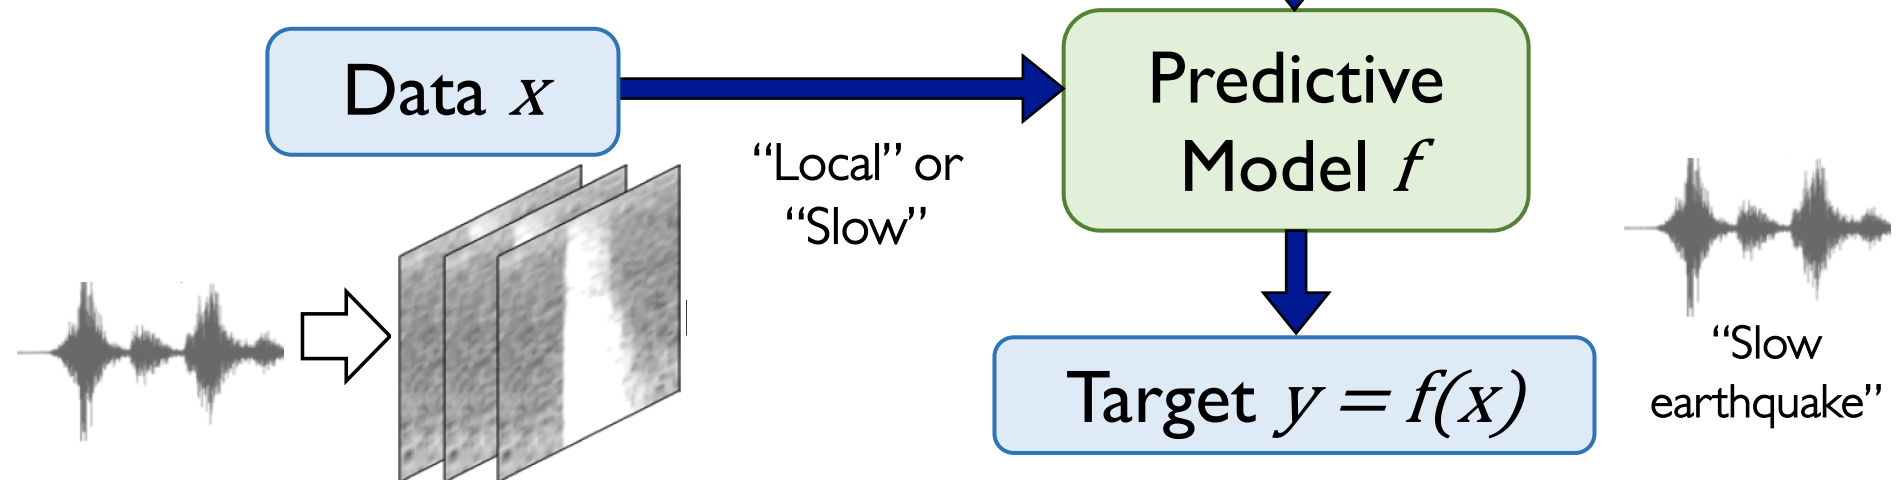 Data x
Predictive
Model f
“Local” or
“Slow”
Target y = f(x)
“Slow
earthquake”